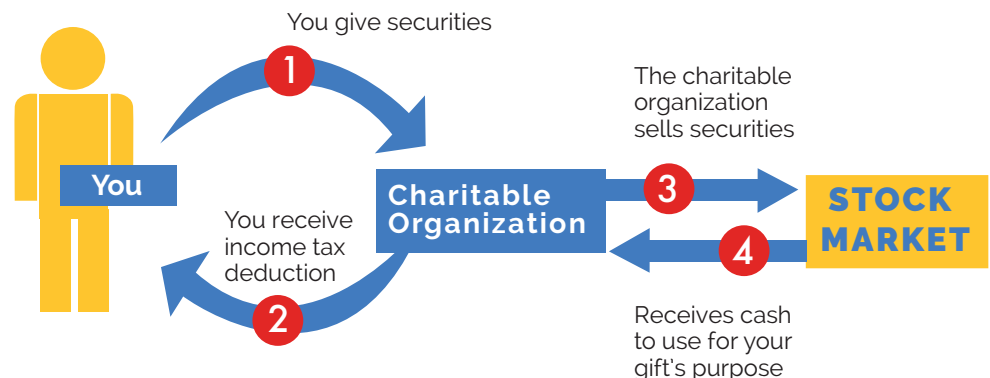 You give securities
1
The charitable
organization
sells securities
You
Charitable
Organization
3
STOCK
MARKET
You receive
income tax
deduction
2
4
Receives cash
to use for your
gift's purpose